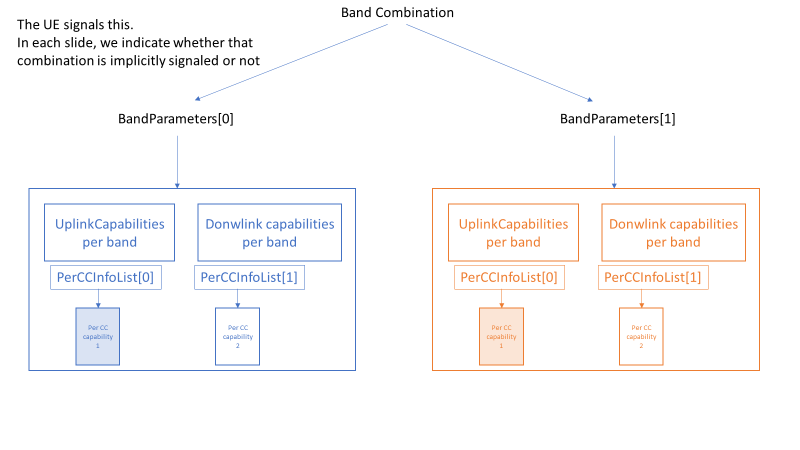 Band Combination
The UE signals this.
In each slide, we indicate whether that
combination is implicitly signaled or not
BandParameters[0]
BandParameters[1]
UplinkCapabilities
per band
Donwlink capabilities
per band
UplinkCapabilities
per band
Donwlink capabilities
per band
PerCCInfoList[0]
PerCCInfoList[1]
PerCCInfoList[0]
PerCCInfoList[1]
Per CC
capability
1
Per CC
capability
2
Per CC
capability
1
Per CC
capability
2